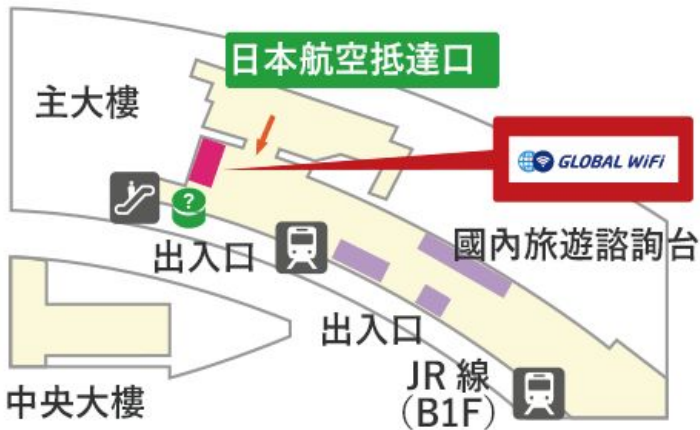 日本航空抵達口
主大樓
GLOBAL WiFi
?
國內旅遊諮詢台
出入口
出入口
JR 線
(B1F)
中央大樓